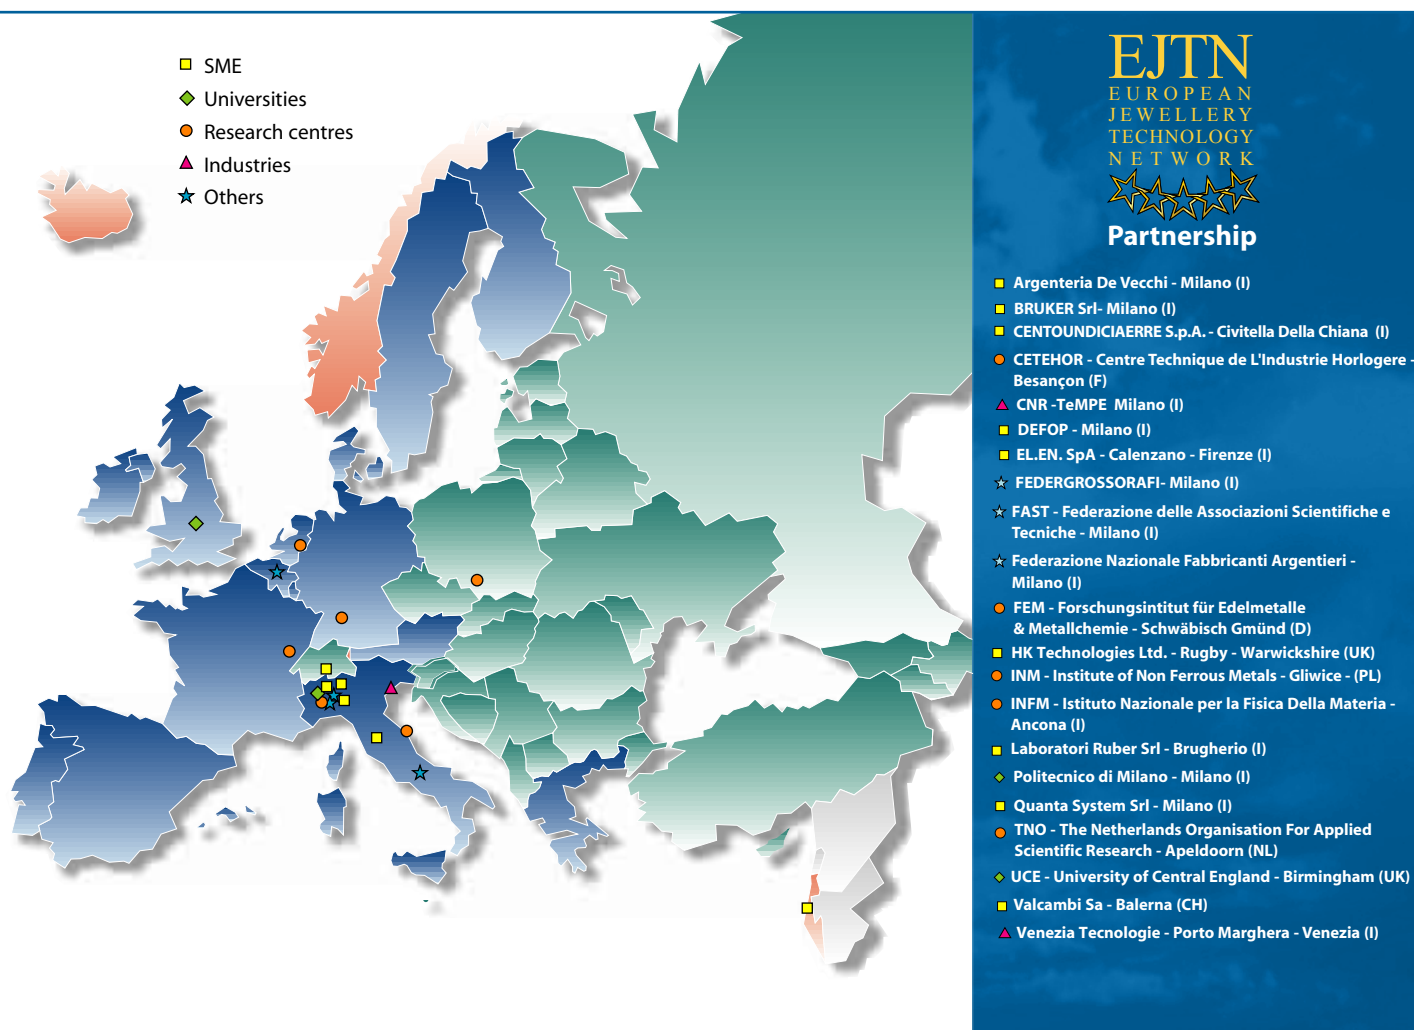 SME
Universities
Research centres
Industries
Others
EJTN
EUROPEAN
JEWELLERY
TECHNOLOGY
NETWORK
Partnership
Argenteria De Vecchi - Milano (I)
BRUKER Srl- Milano (I)
CENTOUNDICIAERRE S.p.A. - Civitella Della Chiana (I)
CETEHOR - Centre Technique de L'Industrie Horlogere -
Besançon (F)
CNR -TeMPE Milano (I)
DEFOP - Milano (I)
EL.EN. SpA - Calenzano - Firenze (I)
FEDERGROSSORAFI- Milano (I)
FAST - Federazione delle Associazioni Scientifiche e
Tecniche - Milano (I)
Federazione Nazionale Fabbricanti Argentieri -
Milano (I)
FEM - Forschungsintitut für Edelmetalle
& Metallchemie - Schwäbisch Gmünd (D)
HK Technologies Ltd. - Rugby - Warwickshire (UK)
INM - Institute of Non Ferrous Metals - Gliwice - (PL)
INFM - Istituto Nazionale per la Fisica Della Materia -
Ancona (I)
Laboratori Ruber Srl - Brugherio (I)
Politecnico di Milano - Milano (I)
Quanta System Srl - Milano (I)
TNO - The Netherlands Organisation For Applied
Scientific Research - Apeldoorn (NL)
UCE - University of Central England - Birmingham (UK)
Valcambi Sa - Balerna (CH)
Venezia Tecnologie - Porto Marghera - Venezia (I)